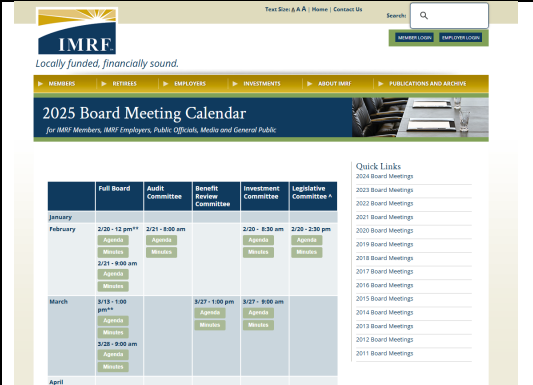 Text Size: A A A | Home | Contact Us
Search:
MEMBER LOGIN EMPLOYER LOGIN
IMRF
Locally funded, financially sound.
MEMBERS RETIREES EMPLOYERS INVESTMENTS ABOUT IMRF PUBLICATIONS AND ARCHIVE
2025 Board Meeting Calendar
for IMRF Members, IMRF Employers, Public Officials, Media and General Public
Full Board
Audit
Committee
Benefit
Review
Committee
Investment
Committee
Legislative
Committee ^
January
February
2/20 - 12 pm**
Agenda
Minutes
2/21 - 9:00 am
Agenda
Minutes
2/21 - 8:00 am
Agenda
Minutes
2/20 - 8:30 am
Agenda
Minutes
2/20 - 2:30 pm
Agenda
Minutes
March
3/13 - 1:00
pm**
Agenda
Minutes
3/28 - 9:00 am
Agenda
Minutes
3/27 - 1:00 pm
Agenda
Minutes
3/27 - 9:00 am
Agenda
Minutes
April
Quick Links
2024 Board Meetings
2023 Board Meetings
2022 Board Meetings
2021 Board Meetings
2020 Board Meetings
2019 Board Meetings
2018 Board Meetings
2017 Board Meetings
2016 Board Meetings
2015 Board Meetings
2014 Board Meetings
2013 Board Meetings
2012 Board Meetings
2011 Board Meetings